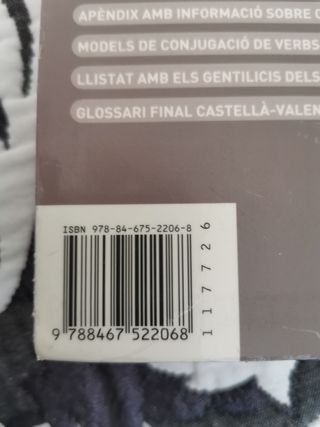 APÈNDIX AMB INFORMACIÓ SOBRE
MODELS DE CONJUGACIÓ DE VERBS
LLISTAT AMB ELS GENTILICIS DELS
GLOSSARI FINAL CASTELLÀ-VALEN
ISBN 978-84-675-2206-8
9 788467 522068
117726